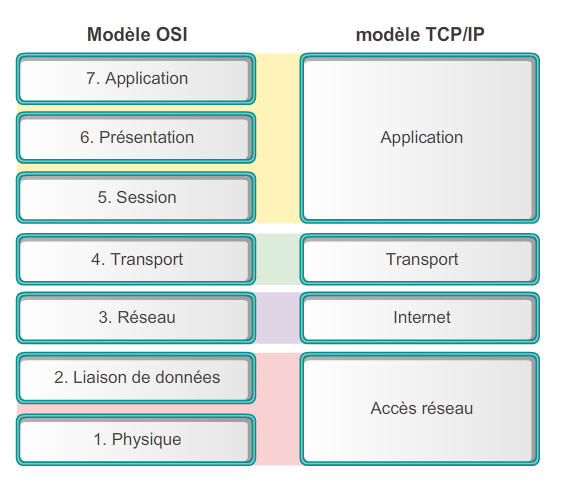 Modèle OSI
modèle TCP/IP
7. Application
6. Présentation
5. Session
Application
4. Transport
Transport
3. Réseau
Internet
2. Liaison de données
1. Physique
Accès réseau